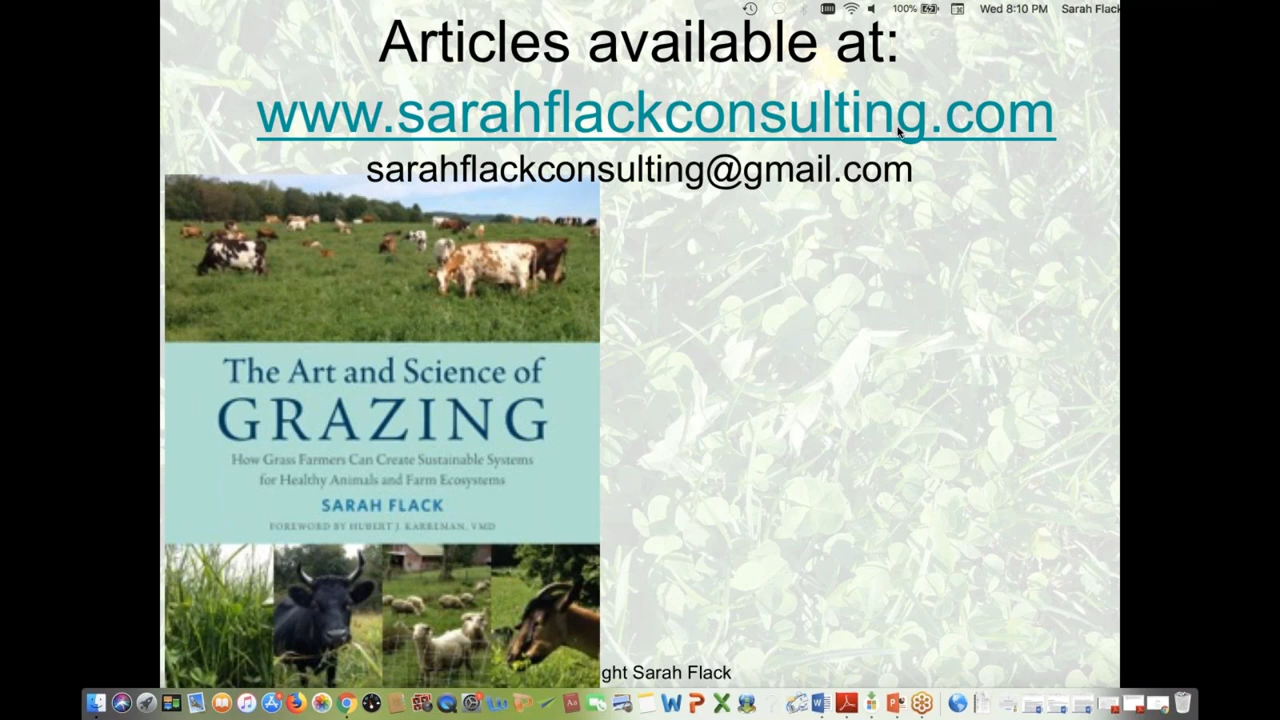 100% Wed 8:10 PM Sarah Flack
Articles available at:
www.sarahflackconsulting.com
sarahflackconsulting@gmail.com
The Art and Science of
GRAZING
How Grass Farmers Can Create Sustainable Systems
for Healthy Animals and Farm Ecosystems
SARAH FLACK
FOREWORD BY HUBERT J. KARREMAN, VMD
ght Sarah Flack